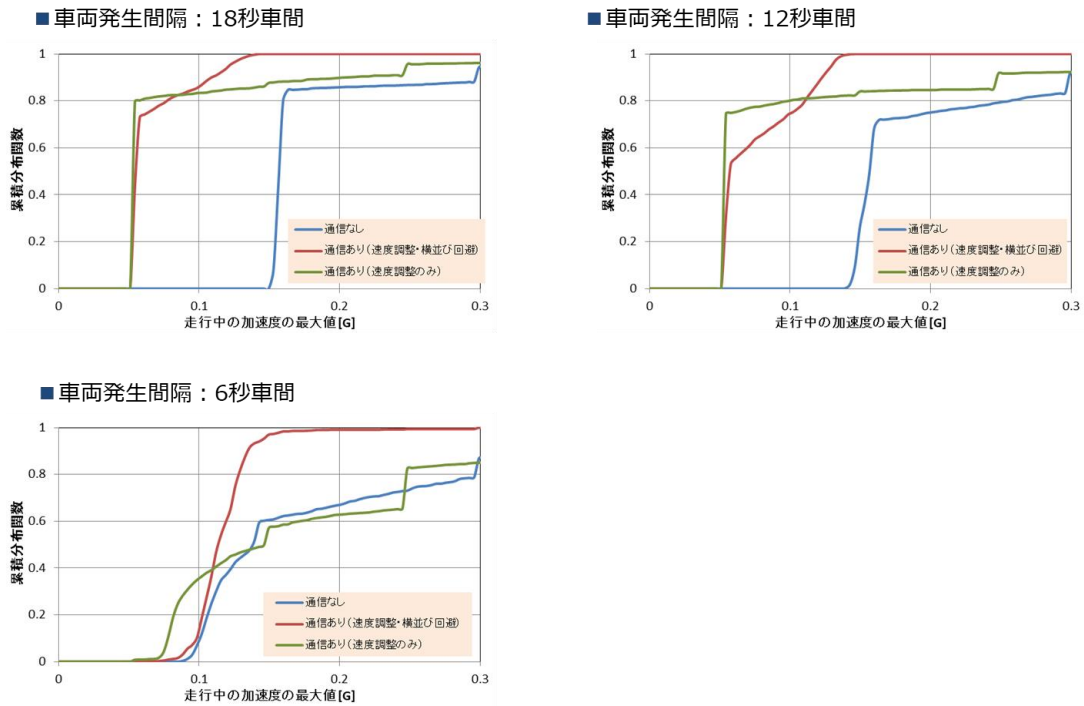 ■車両発生間隔：18秒車間
1
0.8
0.6
0.4
0.2
0
累積分布関数
通信なし
通信あり（速度調整・横並び回避）
通信あり（速度調整のみ）
0 0.1 0.2 0.3
走行中の加速度の最大値[G]
■車両発生間隔：12秒車間
1
0.8
0.6
0.4
0.2
0
累積分布関数
通信なし
通信あり（速度調整・横並び回避）
通信あり（速度調整のみ）
0 0.1 0.2 0.3
走行中の加速度の最大値[G]
■車両発生間隔：6秒車間
1
0.8
0.6
0.4
0.2
0
累積分布関数
通信なし
通信あり（速度調整・横並び回避）
通信あり（速度調整のみ）
0 0.1 0.2 0.3
走行中の加速度の最大値[G]